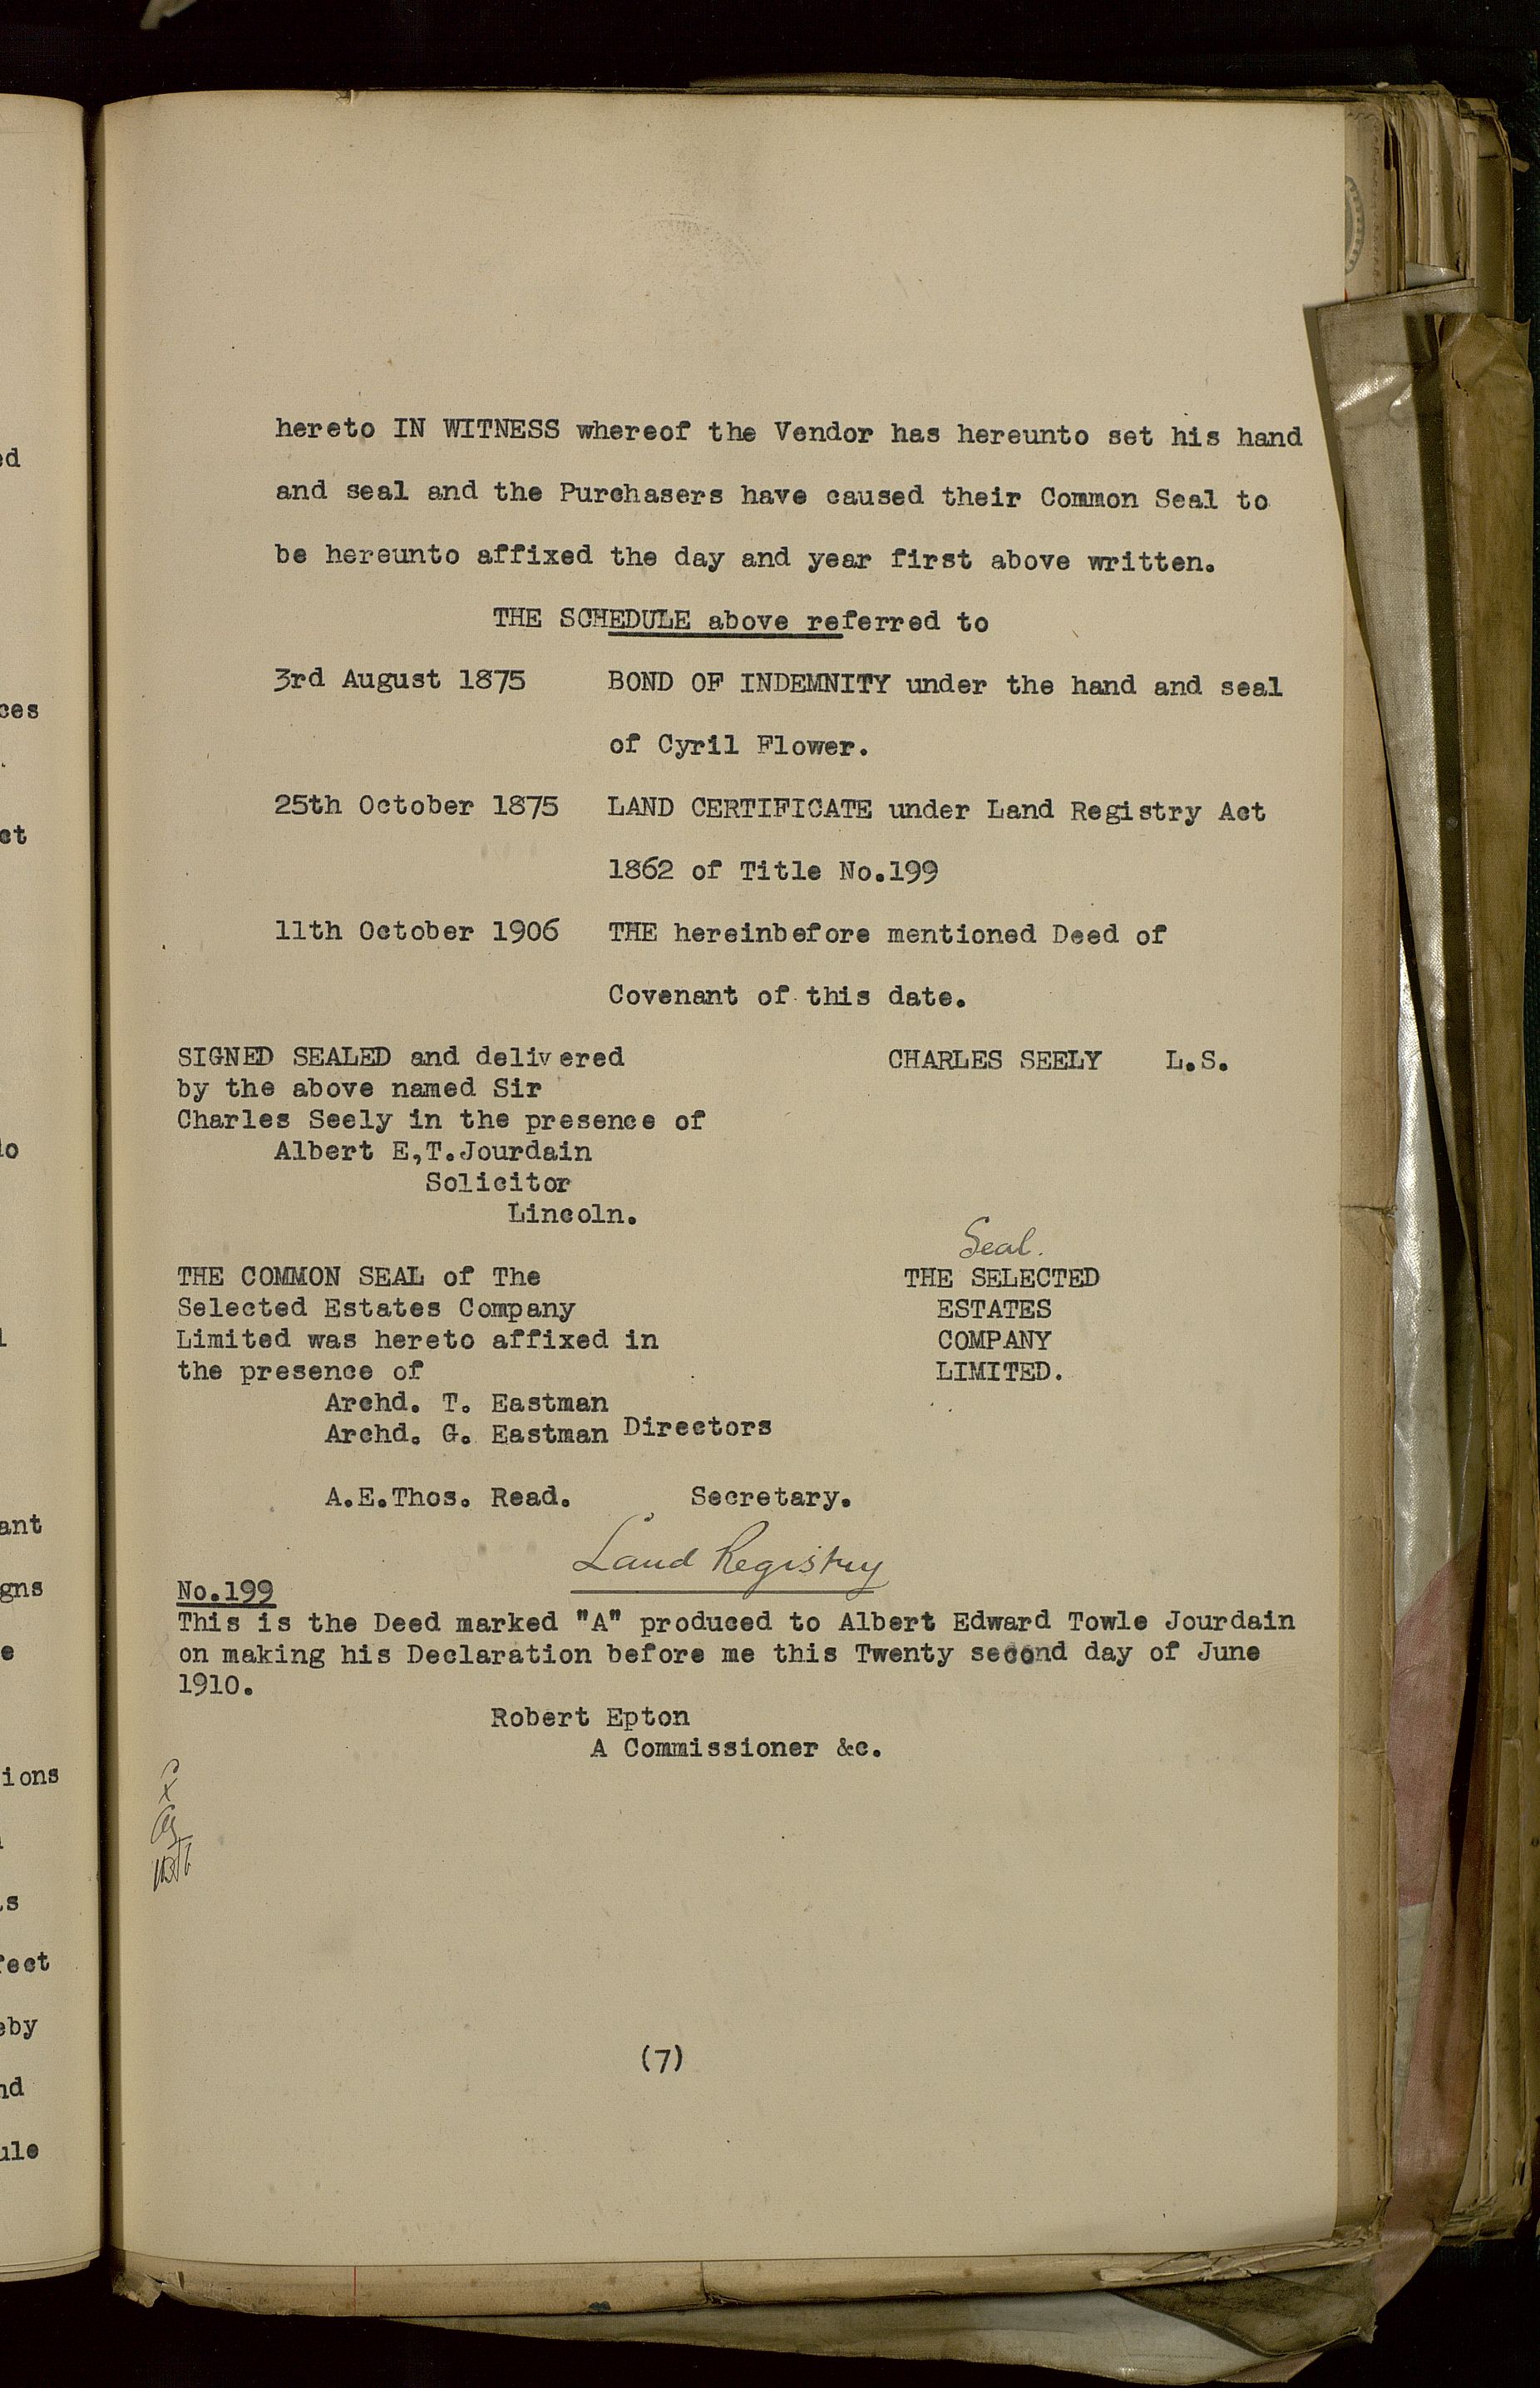 hereto IN WITNESS whereof the Vendor has hereunto set his hand
and seal and the Purchasers have caused their Common Seal to
be hereunto affixed the day and year first above written.
THE SCHEDULE above referred to
3rd August 1875 BOND OF INDEMNITY under the hand and seal
of Cyril Flower.
25th October 1875 LAND CERTIFICATE under Land Registry Act
1862 of Title No.199
11th October 1906 THE hereinbefore mentioned Deed of
Covenant of this date.
SIGNED SEALED and delivered CHARLES SEELY L.S.
by the above named Sir
Charles Seely in the presence of
Albert E,T.Jourdain
Solicitor
Lincoln.
Seal.
THE COMMON SEAL of The THE SELECTED
Selected Estates Company ESTATES
Limited was hereto affixed in COMPANY
the presence of LIMITED.
Archd. T. Eastman
Archd. G. Eastman Directors
A.E.Thos. Read. Secretary.
Land Registry
No.199
This is the Deed marked "A" produced to Albert Edward Towle Jourdain
on making his Declaration before me this Twenty second day of June
1910.
Robert Epton
A Commissioner &c.
(7)